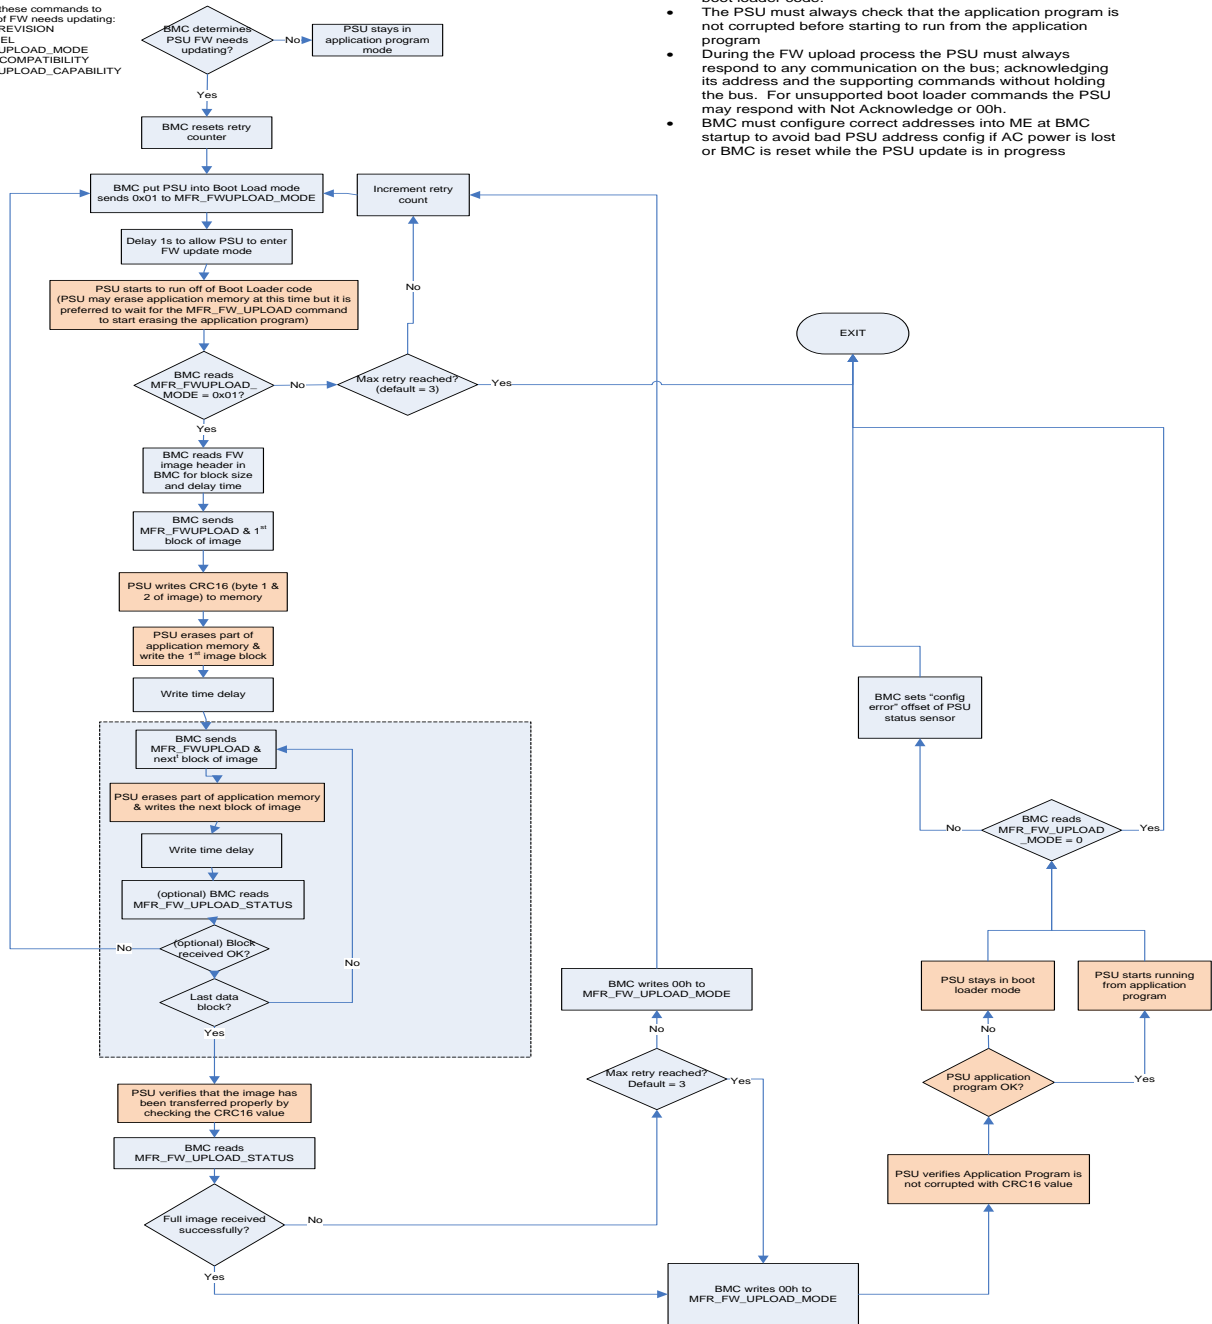 these commands to
of FW needs updating:
REVISION
EL
UPLOAD_MODE
COMPATIBILITY
UPLOAD_CAPABILITY
BMC determines
PSU FW needs
updating?
No
PSU stays in
application program
mode
boot loader code.
• The PSU must always check that the application program is
not corrupted before starting to run from the application
program
• During the FW upload process the PSU must always
respond to any communication on the bus; acknowledging
its address and the supporting commands without holding
the bus. For unsupported boot loader commands the PSU
may respond with Not Acknowledge or 00h.
• BMC must configure correct addresses into ME at BMC
startup to avoid bad PSU address config if AC power is lost
or BMC is reset while the PSU update is in progress
Yes
BMC resets retry
counter
BMC put PSU into Boot Load mode
sends 0x01 to MFR_FWUPLOAD_MODE
Increment retry
count
Delay 1s to allow PSU to enter
FW update mode
PSU starts to run off of Boot Loader code
(PSU may erase application memory at this time but it is
preferred to wait for the MFR_FW_UPLOAD command
to start erasing the application program)
No
EXIT
BMC reads
MFR_FWUPLOAD_
MODE = 0x01?
No
Max retry reached?
(default = 3)
Yes
Yes
BMC reads FW
image header in
BMC for block size
and delay time
BMC sends
MFR_FWUPLOAD & 1st
block of image
PSU writes CRC16 (byte 1 &
2 of image) to memory
PSU erases part of
application memory &
write the 1st image block
Write time delay
BMC sends
MFR_FWUPLOAD &
nextt block of image
PSU erases part of application memory
& writes the next block of image
Write time delay
(optional) BMC reads
MFR_FW_UPLOAD_STATUS
(optional) Block
received OK?
No
No
Last data
block?
Yes
BMC sets “config
error” offset of PSU
status sensor
BMC reads
MFR_FW_UPLOAD
_MODE = 0
No
Yes
PSU stays in boot
loader mode
PSU starts running
from application
program
BMC writes 00h to
MFR_FW_UPLOAD_MODE
No
No
Max retry reached?
Default = 3
Yes
PSU application
program OK?
Yes
PSU verifies that the image has
been transferred properly by
checking the CRC16 value
BMC reads
MFR_FW_UPLOAD_STATUS
PSU verifies Application Program is
not corrupted with CRC16 value
Full image received
successfully?
No
Yes
BMC writes 00h to
MFR_FW_UPLOAD_MODE